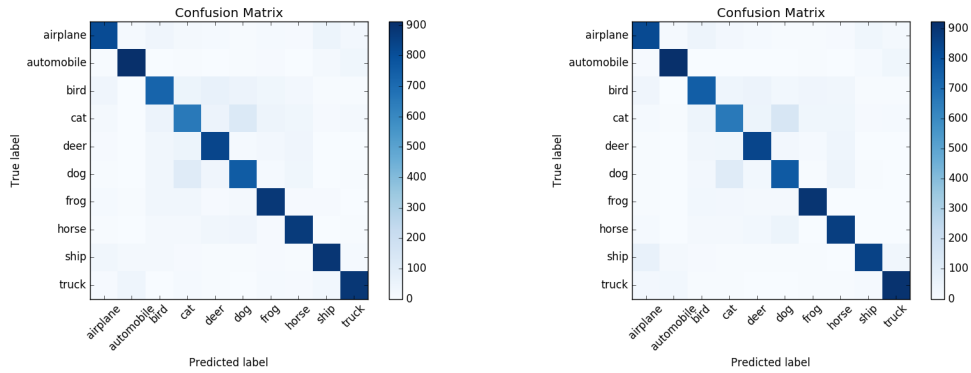 Confusion Matrix
airplane
automobile
bird
cat
deer
dog
frog
horse
ship
truck
True label
airplane
automobile
bird
cat
deer
dog
frog
horse
ship
truck
Predicted label
900
800
700
600
500
400
300
200
100
0
Confusion Matrix
airplane
automobile
bird
cat
deer
dog
frog
horse
ship
truck
True label
airplane
automobile
bird
cat
deer
dog
frog
horse
ship
truck
Predicted label
900
800
700
600
500
400
300
200
100
0